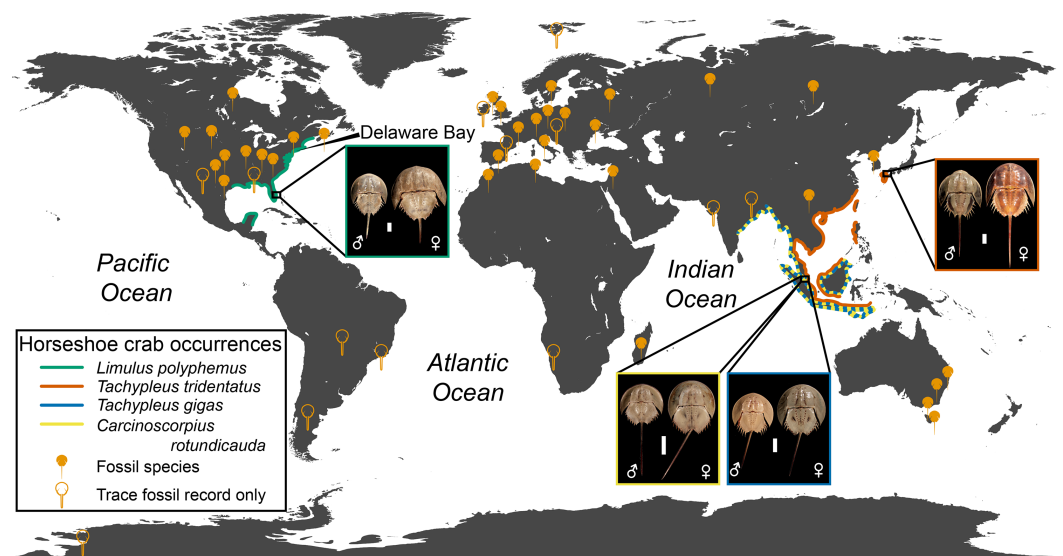 Delaware Bay
♂ ♀
♂ ♀
Pacific
Ocean
Indian
Ocean
Atlantic
Ocean
Horseshoe crab occurrences
Limulus polyphemus
Tachypleus tridentatus
Tachypleus gigas
Carcinoscorpius
rotundicauda
Fossil species
Trace fossil record only
♂ ♀
♂ ♀